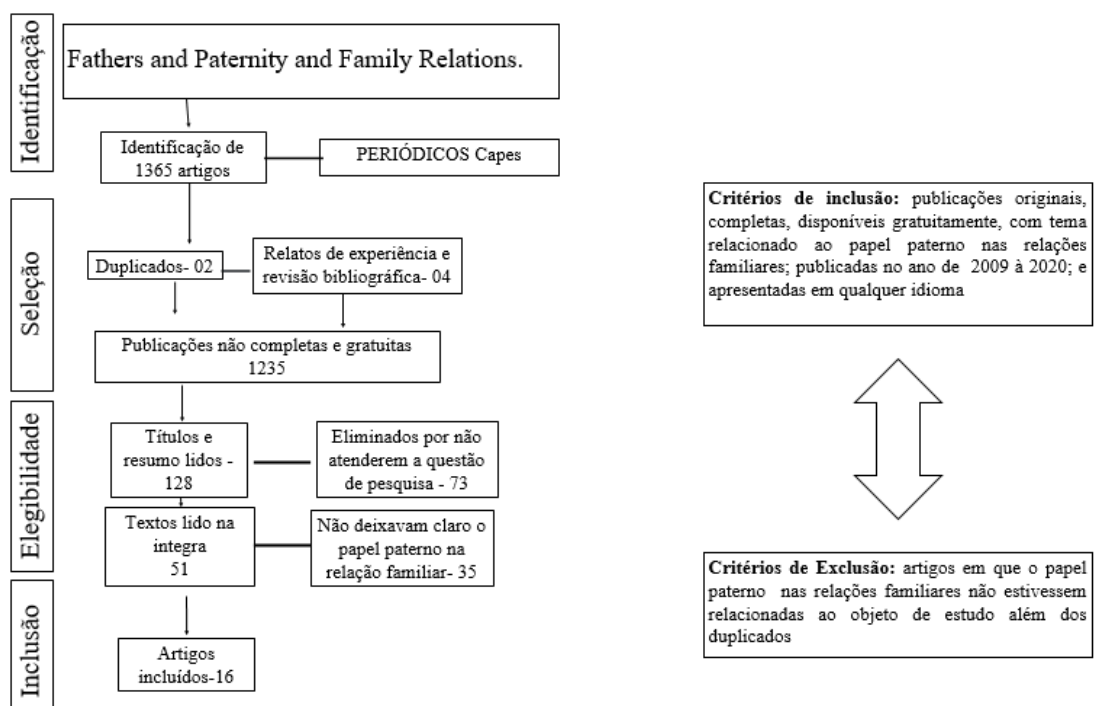 Identificação
Fathers and Paternity and Family Relations.
Identificação de
1365 artigos
PERIÓDICOS Capes
Seleção
Duplicados- 02
Relatos de experiência e
revisão bibliográfica- 04
Publicações não completas e gratuitas
1235
Elegibilidade
Títulos e
resumo lidos -
128
Eliminados por não
atenderem a questão
de pesquisa - 73
Textos lido na
integra
51
Não deixavam claro o
papel paterno na
relação familiar- 35
Inclusão
Artigos
incluídos-16
Critérios de inclusão: publicações originais,
completas, disponíveis gratuitamente, com tema
relacionado ao papel paterno nas relações
familiares; publicadas no ano de 2009 à 2020; e
apresentadas em qualquer idioma
Critérios de Exclusão: artigos em que o papel
paterno nas relações familiares não estivessem
relacionadas ao objeto de estudo além dos
duplicados